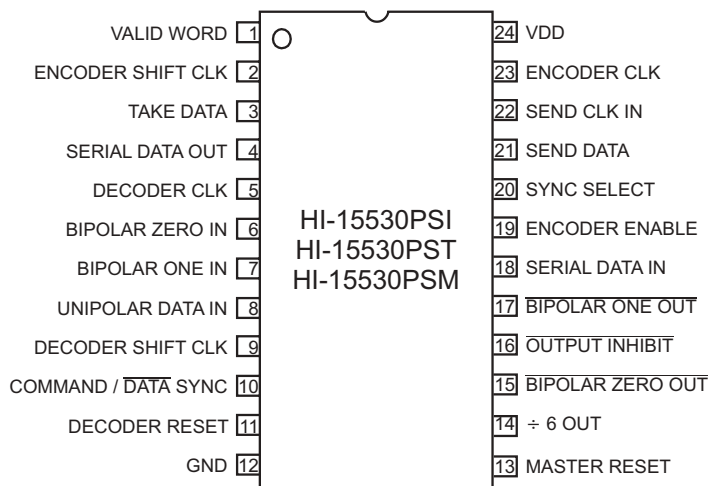 VALID WORD 1
ENCODER SHIFT CLK 2
TAKE DATA 3
SERIAL DATA OUT 4
DECODER CLK 5
BIPOLAR ZERO IN 6
BIPOLAR ONE IN 7
UNIPOLAR DATA IN 8
DECODER SHIFT CLK 9
COMMAND / DATA SYNC 10
DECODER RESET 11
GND 12
HI-15530PSI
HI-15530PST
HI-15530PSM
24 VDD
23 ENCODER CLK
22 SEND CLK IN
21 SEND DATA
20 SYNC SELECT
19 ENCODER ENABLE
18 SERIAL DATA IN
17 BIPOLAR ONE OUT
16 OUTPUT INHIBIT
15 BIPOLAR ZERO OUT
14 ÷ 6 OUT
13 MASTER RESET